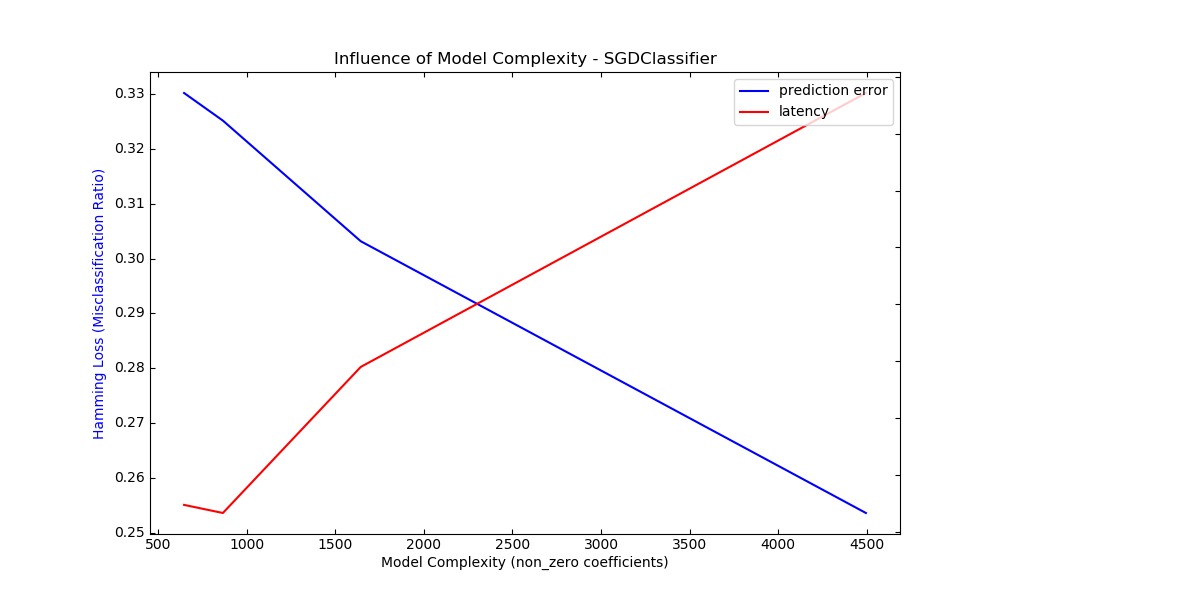 Influence of Model Complexity - SGDClassifier
prediction error
latency
0.33
0.32
0.31
0.30
0.29
0.28
0.27
0.26
0.25
Hamming Loss (Misclassification Ratio)
500 1000 1500 2000 2500 3000 3500 4000 4500
Model Complexity (non_zero coefficients)